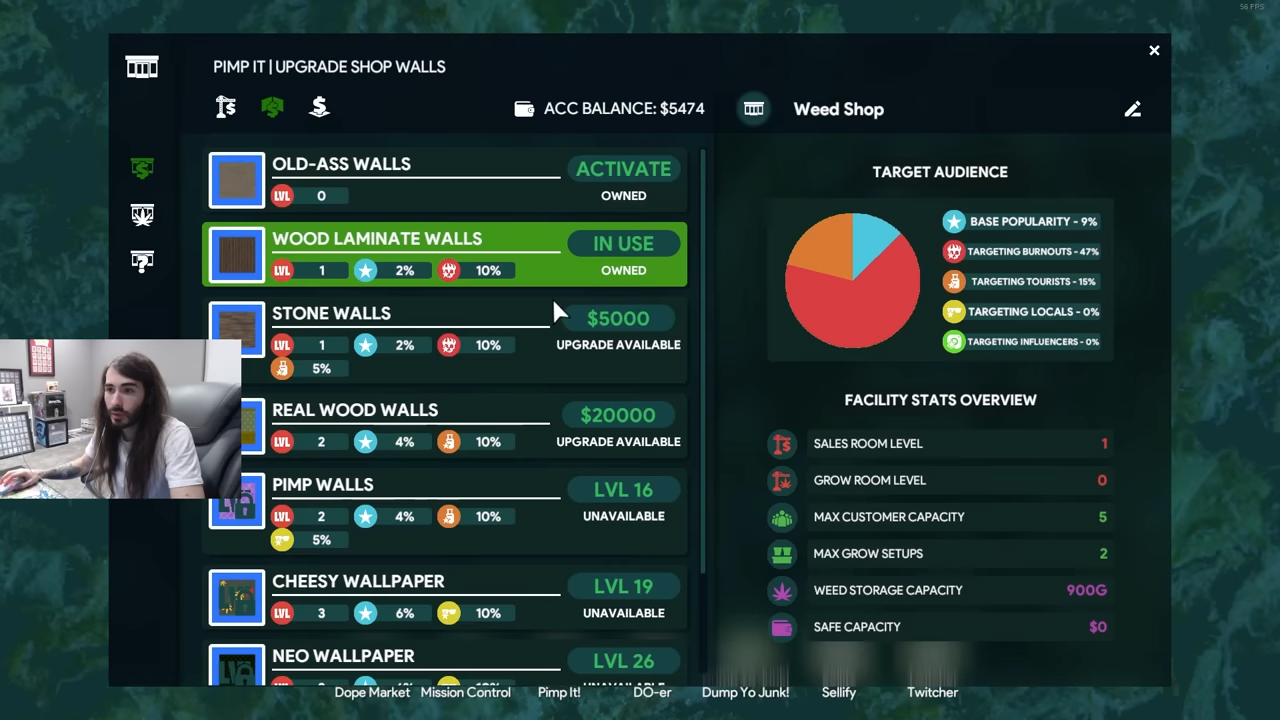 56 FPS
PIMP IT | UPGRADE SHOP WALLS
ACC BALANCE: $5474
Weed Shop
OLD-ASS WALLS
ACTIVATE
LVL 0
OWNED
WOOD LAMINATE WALLS
IN USE
LVL 1 2% 10%
OWNED
STONE WALLS
$5000
LVL 1 2% 10%
UPGRADE AVAILABLE
5%
REAL WOOD WALLS
$20000
LVL 2 4% 10%
UPGRADE AVAILABLE
PIMP WALLS
LVL 16
LVL 2 4% 10%
UNAVAILABLE
5%
CHEESY WALLPAPER
LVL 19
LVL 3 6% 10%
UNAVAILABLE
NEO WALLPAPER
LVL 26
TARGET AUDIENCE
BASE POPULARITY - 9%
TARGETING BURNOUTS - 47%
TARGETING TOURISTS - 15%
TARGETING LOCALS - 0%
TARGETING INFLUENCERS - 0%
FACILITY STATS OVERVIEW
SALES ROOM LEVEL 1
GROW ROOM LEVEL 0
MAX CUSTOMER CAPACITY 5
MAX GROW SETUPS 2
WEED STORAGE CAPACITY 900G
SAFE CAPACITY $0
Dope Market Mission Control Pimp It! DO-er Dump Yo Junk! Sellify Twitcher